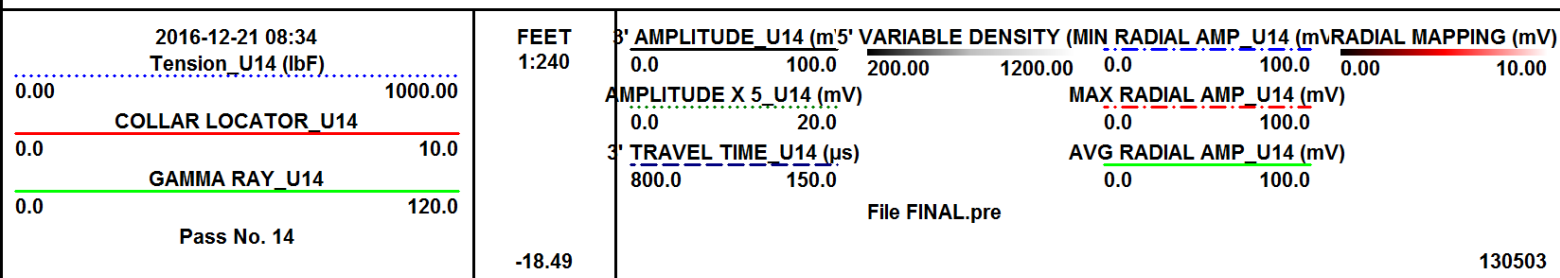 2016-12-21 08:34
Tension_U14 (lbF)
0.00 1000.00
COLLAR LOCATOR_U14
0.0 10.0
GAMMA RAY_U14
0.0 120.0
Pass No. 14
FEET
1:240
-18.49
3' AMPLITUDE_U14 (m
0.0 100.0
AMPLITUDE X 5_U14 (mV)
0.0 20.0
3' TRAVEL TIME_U14 (µs)
800.0 150.0
5' VARIABLE DENSITY (
200.00 1200.00
MIN RADIAL AMP_U14 (mV
0.0 100.0
MAX RADIAL AMP_U14 (mV)
0.0 100.0
AVG RADIAL AMP_U14 (mV)
0.0 100.0
RADIAL MAPPING (mV)
0.00 10.00
File FINAL.pre
130503